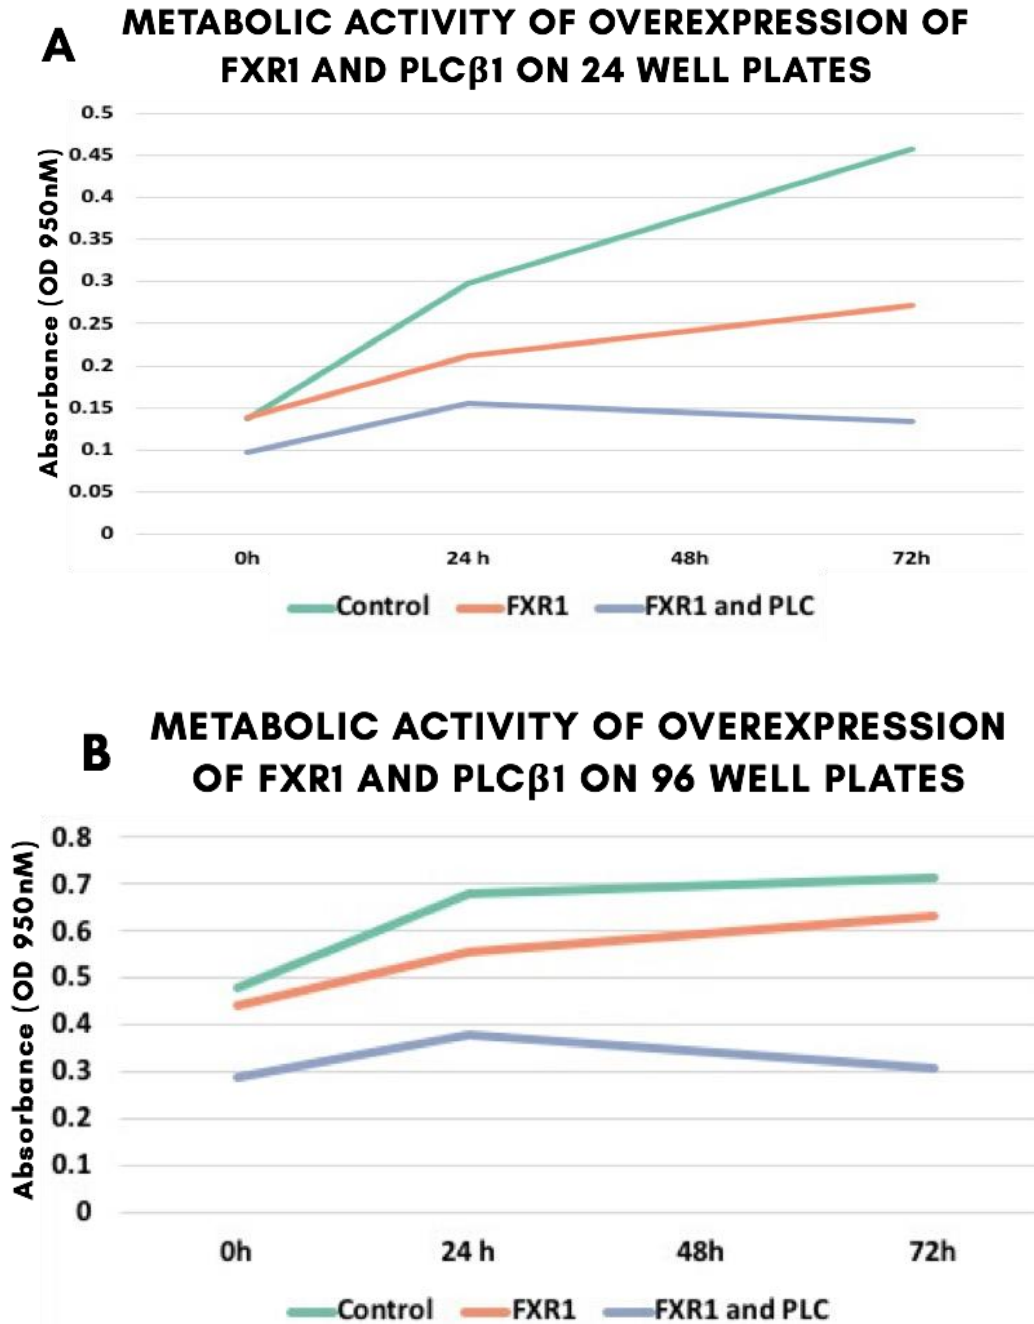 A
METABOLIC ACTIVITY OF OVEREXPRESSION OF
FXR1 AND PLCβ1 ON 24 WELL PLATES
Absorbance (OD 950nM)
0.5
0.45
0.4
0.35
0.3
0.25
0.2
0.15
0.1
0.05
0
0h 24 h 48h 72h
Control FXR1 FXR1 and PLC
B
METABOLIC ACTIVITY OF OVEREXPRESSION
OF FXR1 AND PLCβ1 ON 96 WELL PLATES
Absorbance (OD 950nM)
0.8
0.7
0.6
0.5
0.4
0.3
0.2
0.1
0
0h 24 h 48h 72h
Control FXR1 FXR1 and PLC